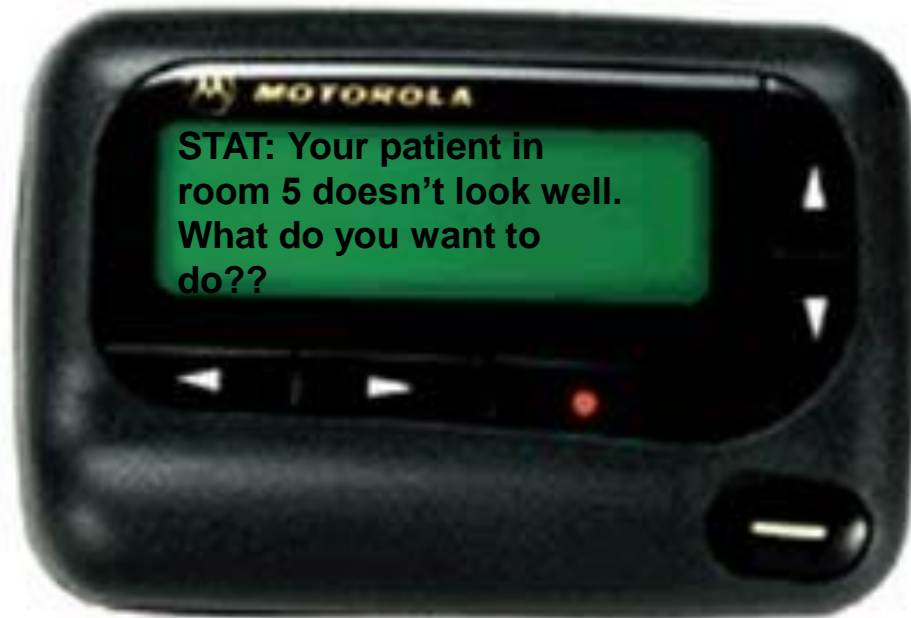 MOTOROLA
STAT: Your patient in
room 5 doesn’t look well.
What do you want to
do??